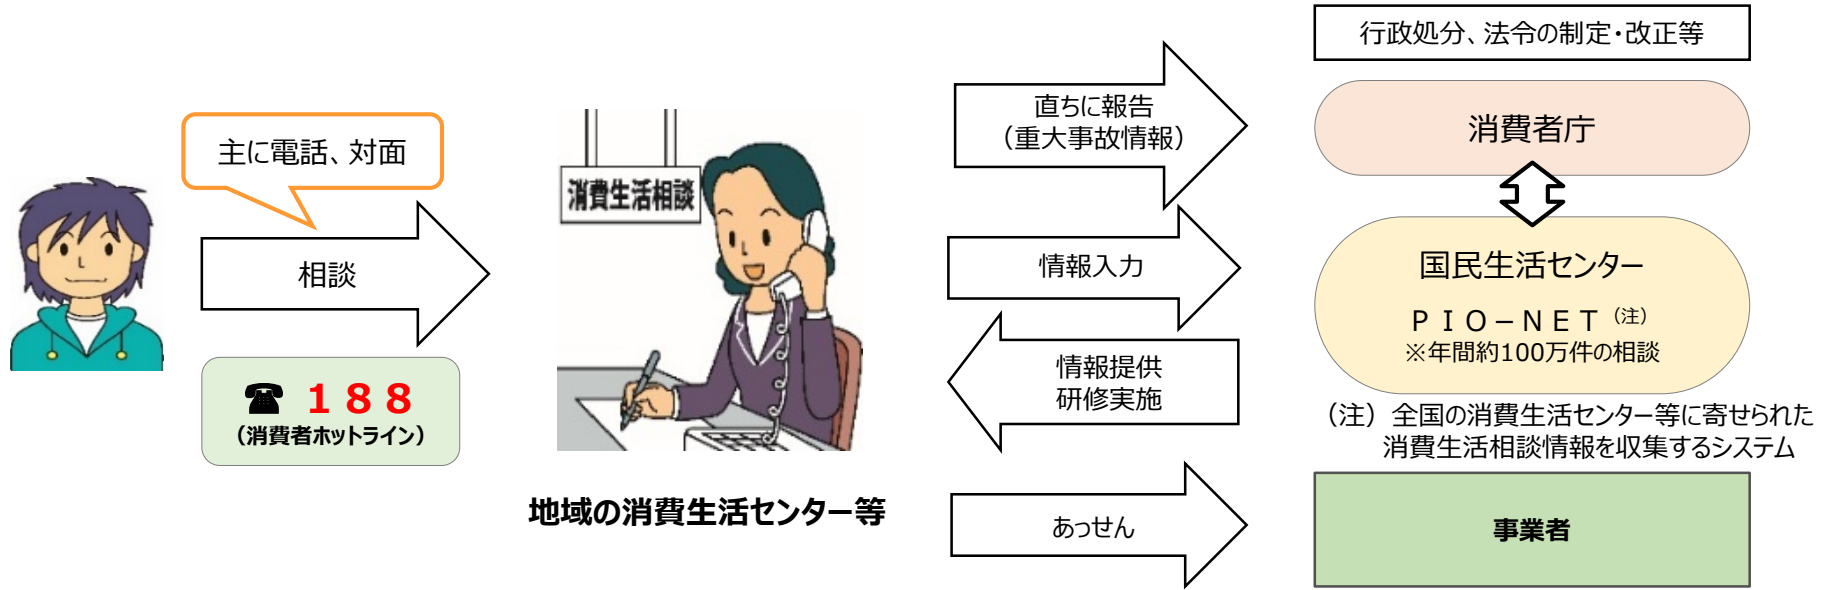 主に電話、対面
相談
☎ １８８
（消費者ホットライン）
消費生活相談
地域の消費生活センター等
直ちに報告
（重大事故情報）
情報入力
情報提供
研修実施
あっせん
行政処分、法令の制定・改正等
消費者庁
国民生活センター
ＰＩＯ－ＮＥＴ（注）
※年間約100万件の相談
（注）全国の消費生活センター等に寄せられた
消費生活相談情報を収集するシステム
事業者